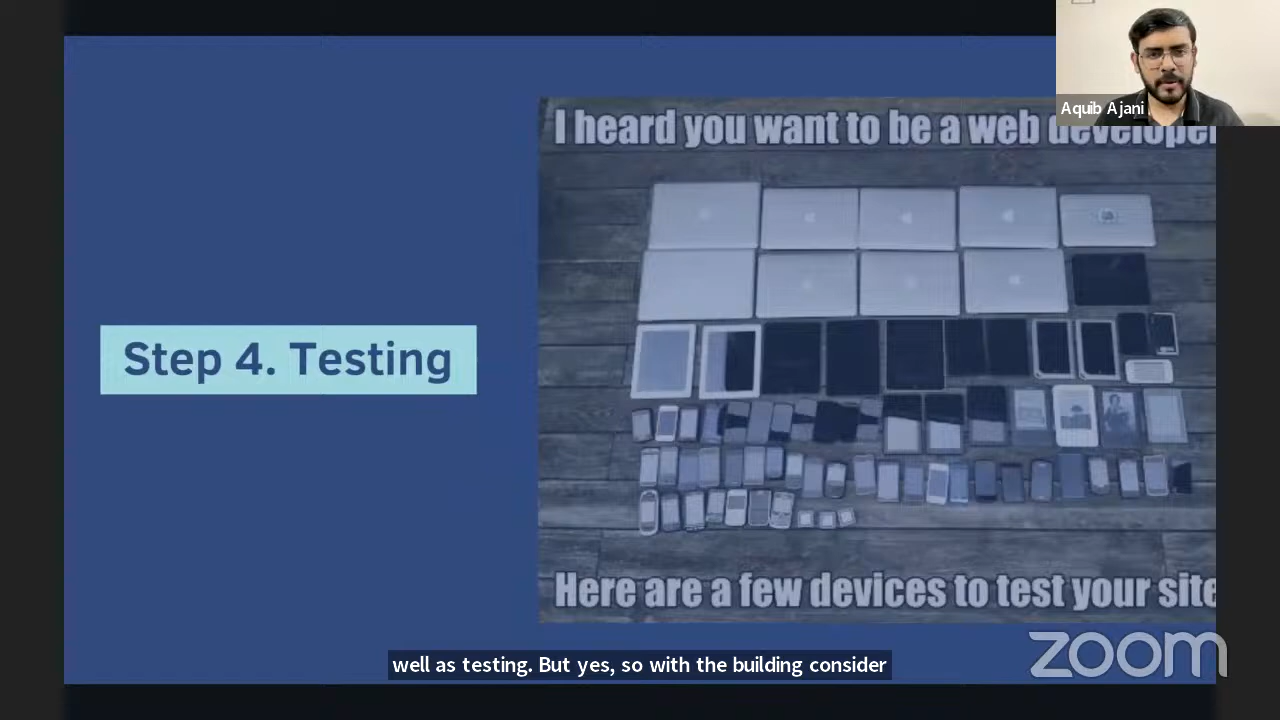 Aquib Ajani
I heard you want to be a web developer
Step 4. Testing
Here are a few devices to test your site
zoom
well as testing. But yes, so with the building consider